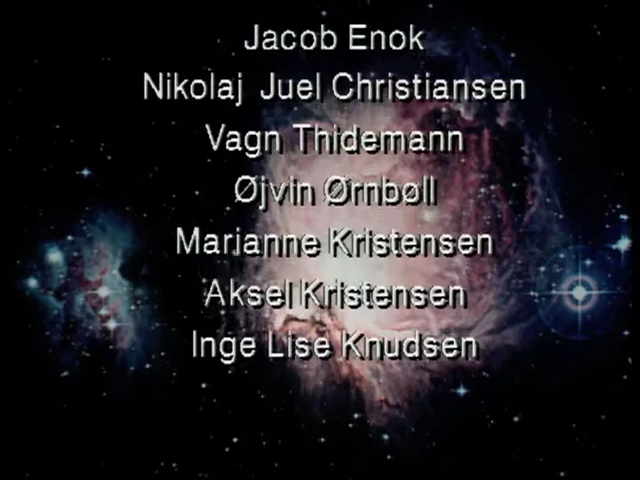 Jacob Enok
Nikolaj Juel Christiansen
Vagn Thidemann
Øjvin Ørnbøll
Marianne Kristensen
Aksel Kristensen
Inge Lise Knudsen